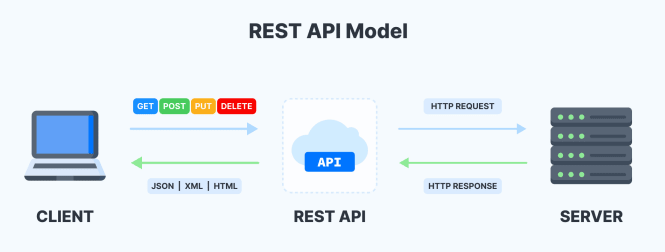 REST API Model
GET POST PUT DELETE
HTTP REQUEST
API
JSON | XML | HTML
HTTP RESPONSE
CLIENT
REST API
SERVER